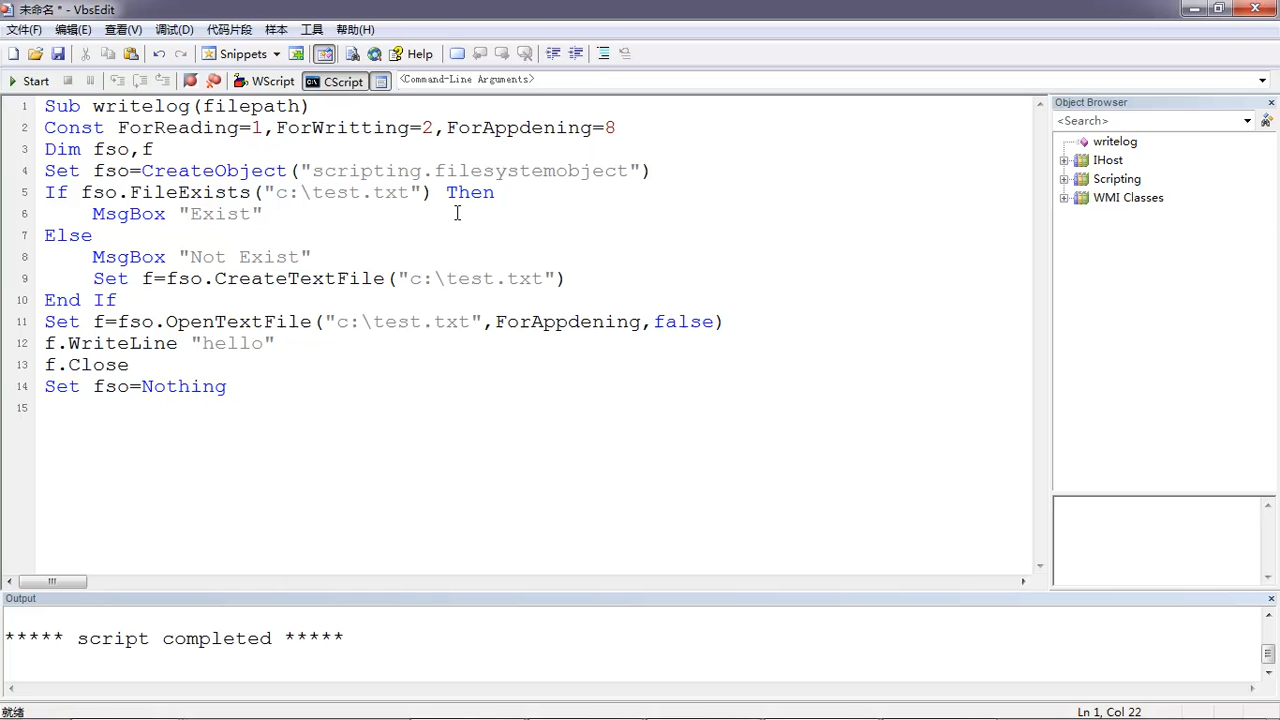 未命名 * - VbsEdit
文件(F) 编辑(E) 查看(V) 调试(D) 代码片段 样本 工具 帮助(H)
Snippets Help
Start WScript CScript <Command-Line Arguments>
1 Sub writelog(filepath)
2 Const ForReading=1,ForWritting=2,ForAppdening=8
3 Dim fso,f
4 Set fso=CreateObject("scripting.filesystemobject")
5 If fso.FileExists("c:\test.txt") Then
6 MsgBox "Exist"
7 Else
8 MsgBox "Not Exist"
9 Set f=fso.CreateTextFile("c:\test.txt")
10 End If
11 Set f=fso.OpenTextFile("c:\test.txt",ForAppdening,false)
12 f.WriteLine "hello"
13 f.Close
14 Set fso=Nothing
15
Object Browser
<Search>
writelog
IHost
Scripting
WMI Classes
Output
***** script completed *****
就绪
Ln 1, Col 22